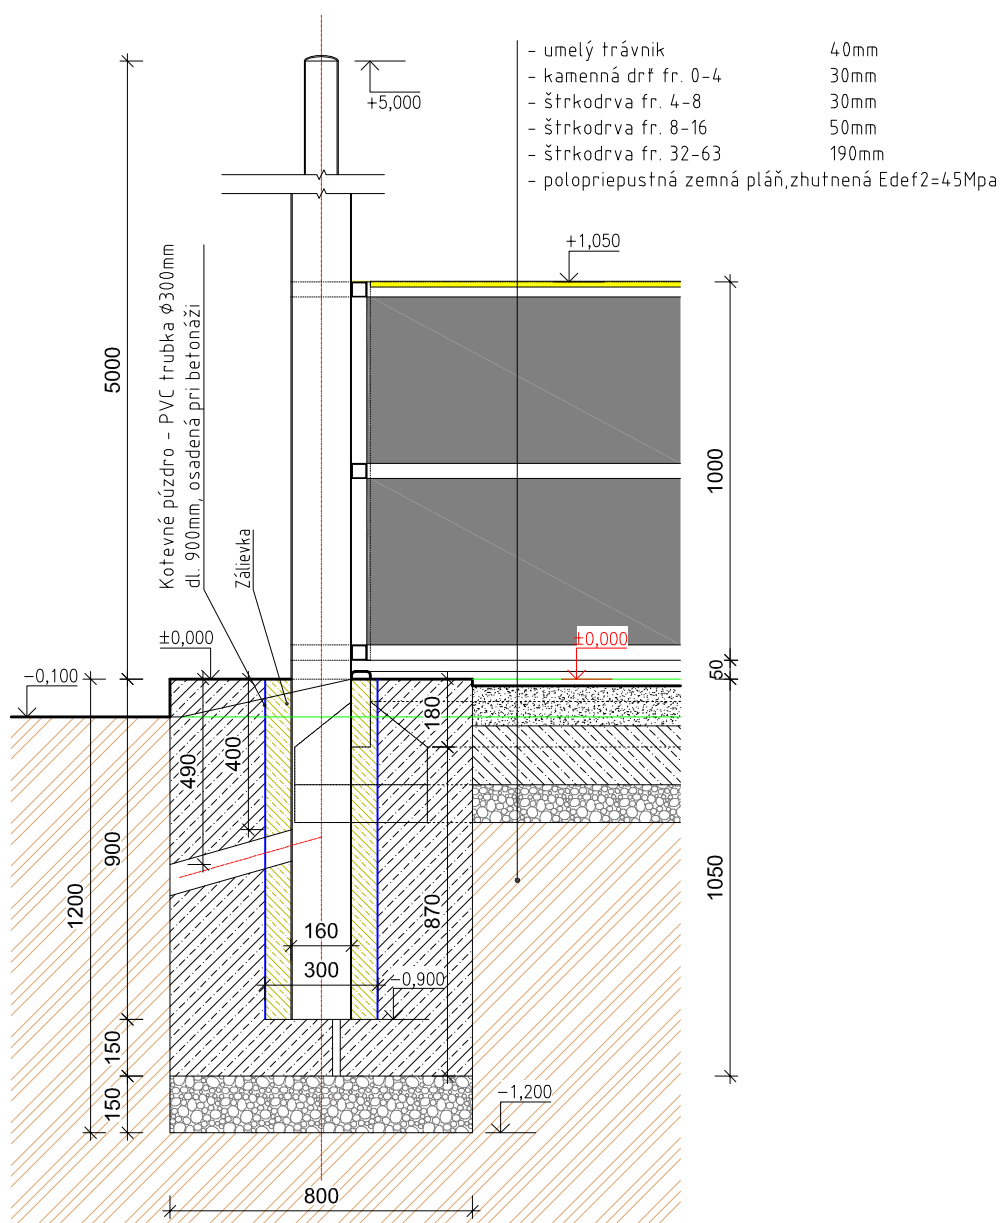 - umelý trávnik 40mm
- kamenná drť fr. 0-4 30mm
- štrkodrva fr. 4-8 30mm
- štrkodrva fr. 8-16 50mm
- štrkodrva fr. 32-63 190mm
- polopriepustná zemná pláň,zhutnená Edef2=45Mpa
+5,000
+1,050
5000
Kotevné púzdro - PVC trubka Φ300mm
dl. 900mm, osadená pri betonáži
Zálievka
1000
±0,000
±0,000
50
-0,100
180
400
490
900
1200
870
1050
160
300
-0,900
150
150
-1,200
800